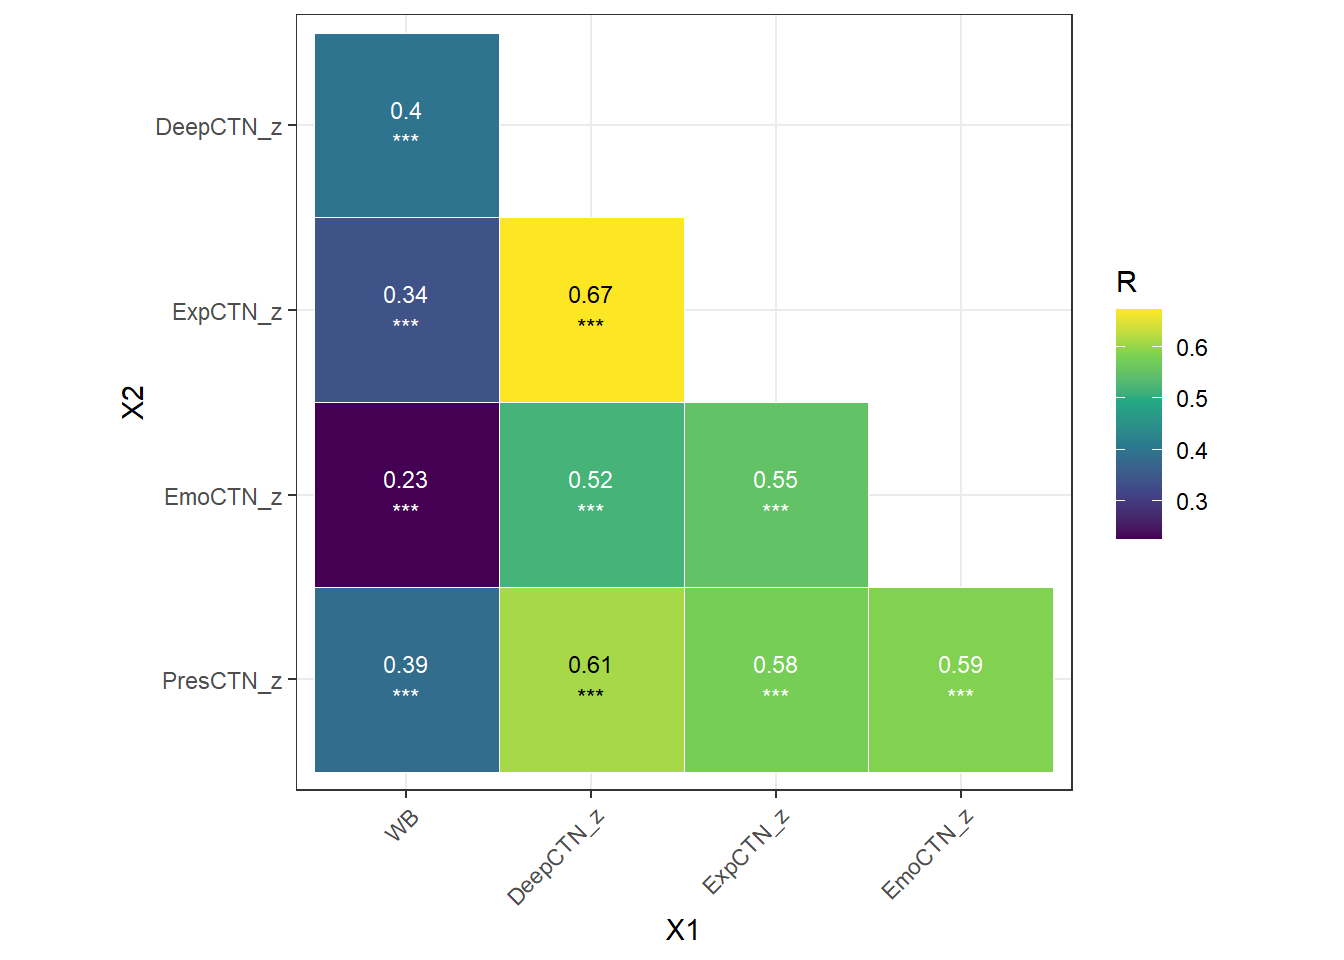 DeepCTN_z
0.4
***
ExpCTN_z
0.34
***
0.67
***
EmoCTN_z
0.23
***
0.52
***
0.55
***
PresCTN_z
0.39
***
0.61
***
0.58
***
0.59
***
X2
WB
DeepCTN_z
ExpCTN_z
EmoCTN_z
X1
R
0.6
0.5
0.4
0.3